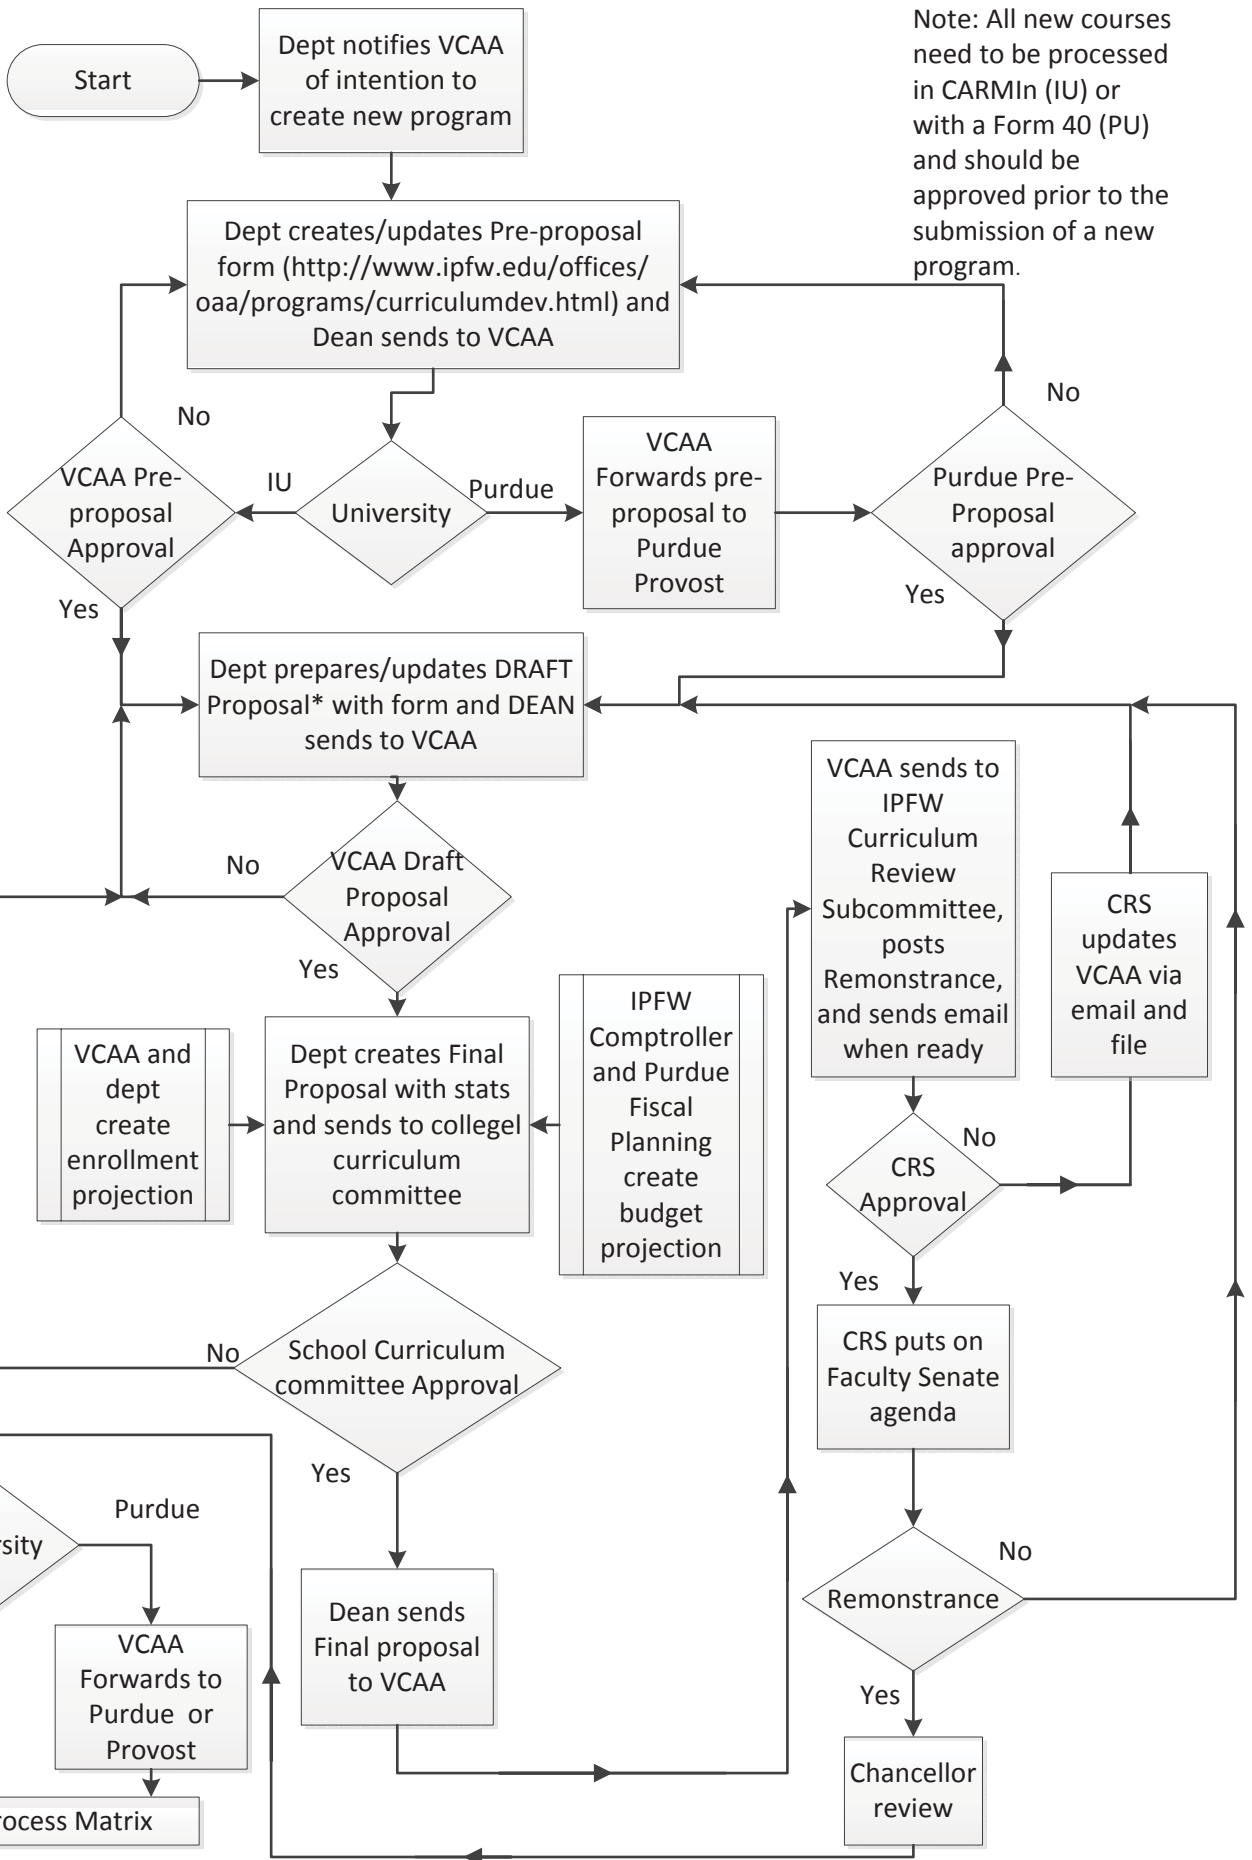 Start
Dept notifies VCAA
of intention to
create new program
Note: All new courses
need to be processed
in CARMIn (IU) or
with a Form 40 (PU)
and should be
approved prior to the
submission of a new
program.
Dept creates/updates Pre-proposal
form (http://www.ipfw.edu/offices/
oaa/programs/curriculumdev.html) and
Dean sends to VCAA
No
VCAA Pre-
proposal
Approval
Yes
IU
University
Purdue
VCAA
Forwards pre-
proposal to
Purdue
Provost
No
Purdue Pre-
Proposal
approval
Yes
Dept prepares/updates DRAFT
Proposal* with form and DEAN
sends to VCAA
No
VCAA Draft
Proposal
Approval
Yes
VCAA and
dept
create
enrollment
projection
Dept creates Final
Proposal with stats
and sends to collegel
curriculum
committee
IPFW
Comptroller
and Purdue
Fiscal
Planning
create
budget
projection
No
School Curriculum
committee Approval
Yes
Dean sends
Final proposal
to VCAA
VCAA sends to
IPFW
Curriculum
Review
Subcommittee,
posts
Remonstrance,
and sends email
when ready
CRS
updates
VCAA via
email and
file
No
CRS
Approval
Yes
CRS puts on
Faculty Senate
agenda
No
Remonstrance
Yes
Chancellor
review
Purdue
rsity
VCAA
Forwards to
Purdue  or
Provost
rocess Matrix